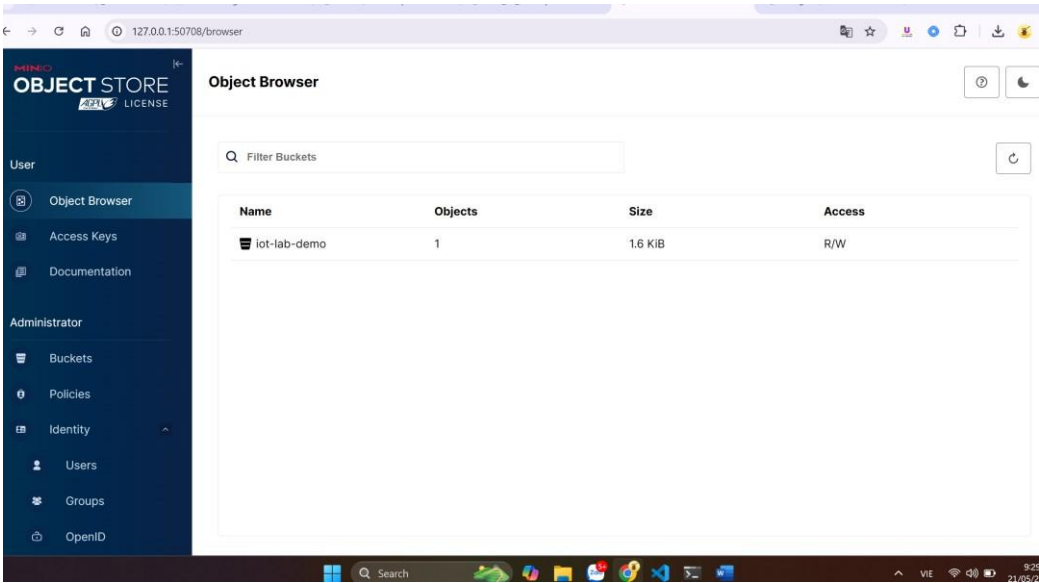 127.0.0.1:50708/browser
MINIO
OBJECT STORE
AGPLV3 LICENSE
User
Object Browser
Access Keys
Documentation
Administrator
Buckets
Policies
Identity
Users
Groups
OpenID
Object Browser
Filter Buckets
Name Objects Size Access
iot-lab-demo 1 1.6 KiB R/W
Search
VIE
9:29
21/05/2